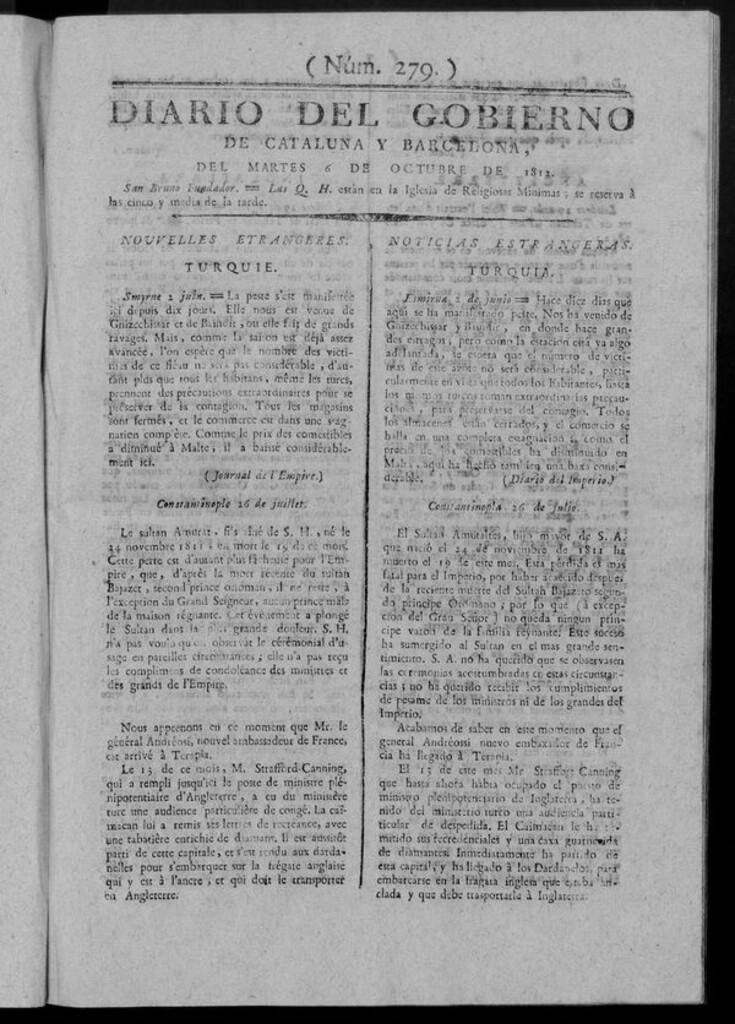 ( Núm. 279. )
DIARIO DEL GOBIERNO
DE CATALUNA Y BARCELONA,
DEL MARTES 6 DE OCTUBRE DE 1812.
San Bruno Fundador. = Las Q. H. están en la Iglesia de Religiosas Mínimas; se reserva à
las cinco y media de la tarde.
NOUVELLES ETRANGERES.
TURQUIE.
Smyrne 2 juin. = La peste s'est manifestée
ici depuis dix jours. Elle nous est venue de
Guizechissar et de Baindir, où elle fait de grands
ravages. Mais, comme la saison est déjà assez
avancée, l'on espère que le nombre des victi-
mes de ce fléau ne sera pas considérable, d'au-
tant plus que tous les habitans, même les turcs,
prennent des précautions extraordinaires pour se
préserver de la contagion. Tous les magasins
sont fermés, et le commerce est dans une stag-
nation complète. Comme le prix des comestibles
a diminué à Malte, il a baissé considérable-
ment ici.
(Journal de l'Empire.)
Constantinople 26 de juillet.
Le sultan Amurat, fils aîné de S. H., né le
24 novembre 1811, en mort le 19 de ce mois.
Cette perte est d'autant plus fâcheuse pour l'Em-
pire, que, d'après la mort récente du sultan
Bajazet, second prince ottoman, il ne reste, à
l'exception du Grand Seigneur, aucun prince mâle
de la maison régnante. Cet évènement a plongé
le Sultan dans la plus grande douleur. S. H.
n'a pas voulu qu'on observât le cérémonial d'u-
sage en pareilles circonstances; elle n'a pas reçu
les complimens de condoléance des ministres et
des grands de l'Empire.
Nous apprenons en ce moment que Mr. le
général Andréosi, nouvel ambassadeur de France,
est arrivé à Terapia.
Le 13 de ce mois, M. Strafford-Canning,
qui a rempli jusqu'ici le poste de ministre plé-
nipotentiaire d'Angleterre, a eu du ministère
turc une audience particulière de congé. La caï-
macan lui a remis ses lettres de recréance, avec
une tabatière enrichie de diamans. Il est aussitôt
parti de cette capitale, et s'est rendu aux darda-
nelles pour s'embarquer sur la frégate anglaise
qui y est à l'ancre, et qui doit le transporter
en Angleterre.
NOTICIAS ESTRANGERAS.
TURQUIA.
Esmirna 2 de junio = Hace diez dias que
aqui se ha manifestado peste. Nos ha venido de
Guizechissar y Bindir, en donde hace gran-
des estragos; pero como la estacion está ya algo
adelantada, se espera que el número de victi-
mas de este azote no será considerable, parti-
cularmente en vista que todos los habitantes, hasta
los mismos turcos toman extraordinarias precau-
ciones, para preservarse del contagio. Todos
los almacenes están cerrados, y el comercio se
halla en una completa estagnacion; como el
precio de los comestibles ha disminuido en
Malta, aquí ha hecho tambien una baxa consi-
derable. (Diario del Imperio.)
Constantinopla 26 de julio.
El Sultan Amurates, hijo mayor de S. A.
que nació el 24 de noviembre de 1811 ha
muerto el 19 de este mes. Esta pérdida es mas
fatal para el Imperio, por haber acaecido despues
de la reciente muerte del Sultan Bajazeto segun-
do príncipe Otomano; por lo que (à excep-
cion del Gran Señor) no queda ningun prin-
cipe varon de la familia reynante. Este suceso
ha sumergido al Sultan en el mas grande sen-
timiento. S. A. no ha querido que se observasen
las ceremonias acostumbradas en estas circunstan-
cias; no ha querido recibir los cumplimientos
de pesame de los ministros ni de los grandes del
Imperio.
Acabamos de saber en este momento que el
general Andréossi nuevo embaxador de Fran-
cia ha llegado à Terapia.
El 13 de este mes Mr Straffort Canning
que hasta ahora habia ocupado el puesto de
ministro plenipotenciario de Inglaterra, ha te-
nido del ministerio turco una audiencia parti-
cular de despedida. El Caimacan le ha re-
mitido sus recredenciales y una caxa guarnecida
de diamantes. Inmediatamente ha partido de
esta capital, y ha llegado à los Dardanelos, para
embarcarse en la fragata inglesa que estaba an-
clada y que debe trasportarle à Inglaterra.